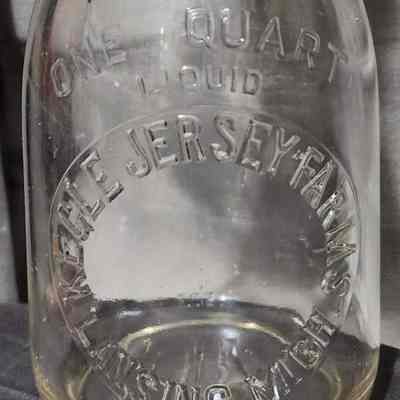 ONE QUART
LIQUID
JERSEY FARMS
LANSING MICH